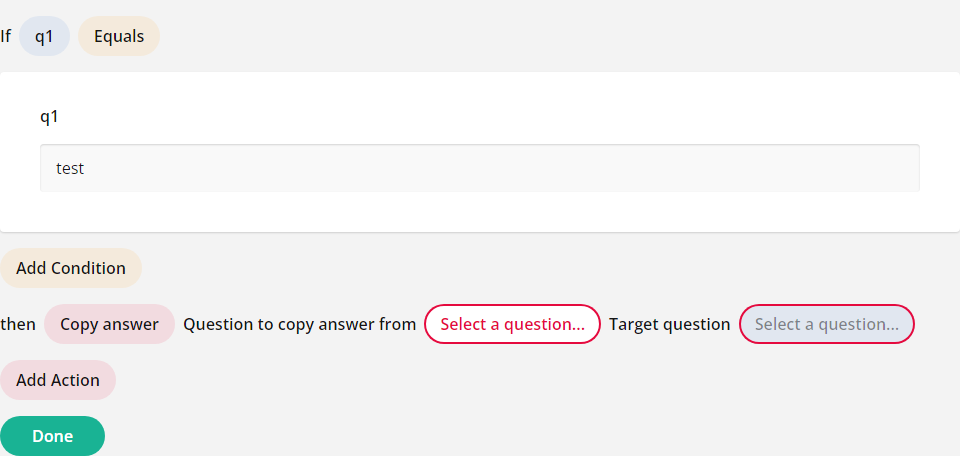 If q1 Equals
q1
test
Add Condition
then Copy answer Question to copy answer from Select a question... Target question Select a question...
Add Action
Done